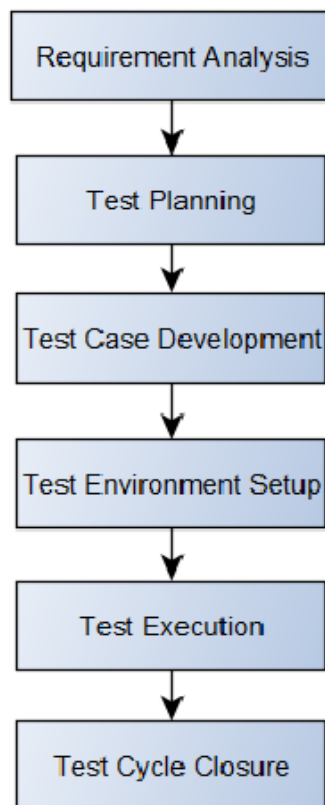 Requirement Analysis
Test Planning
Test Case Development
Test Environment Setup
Test Execution
Test Cycle Closure